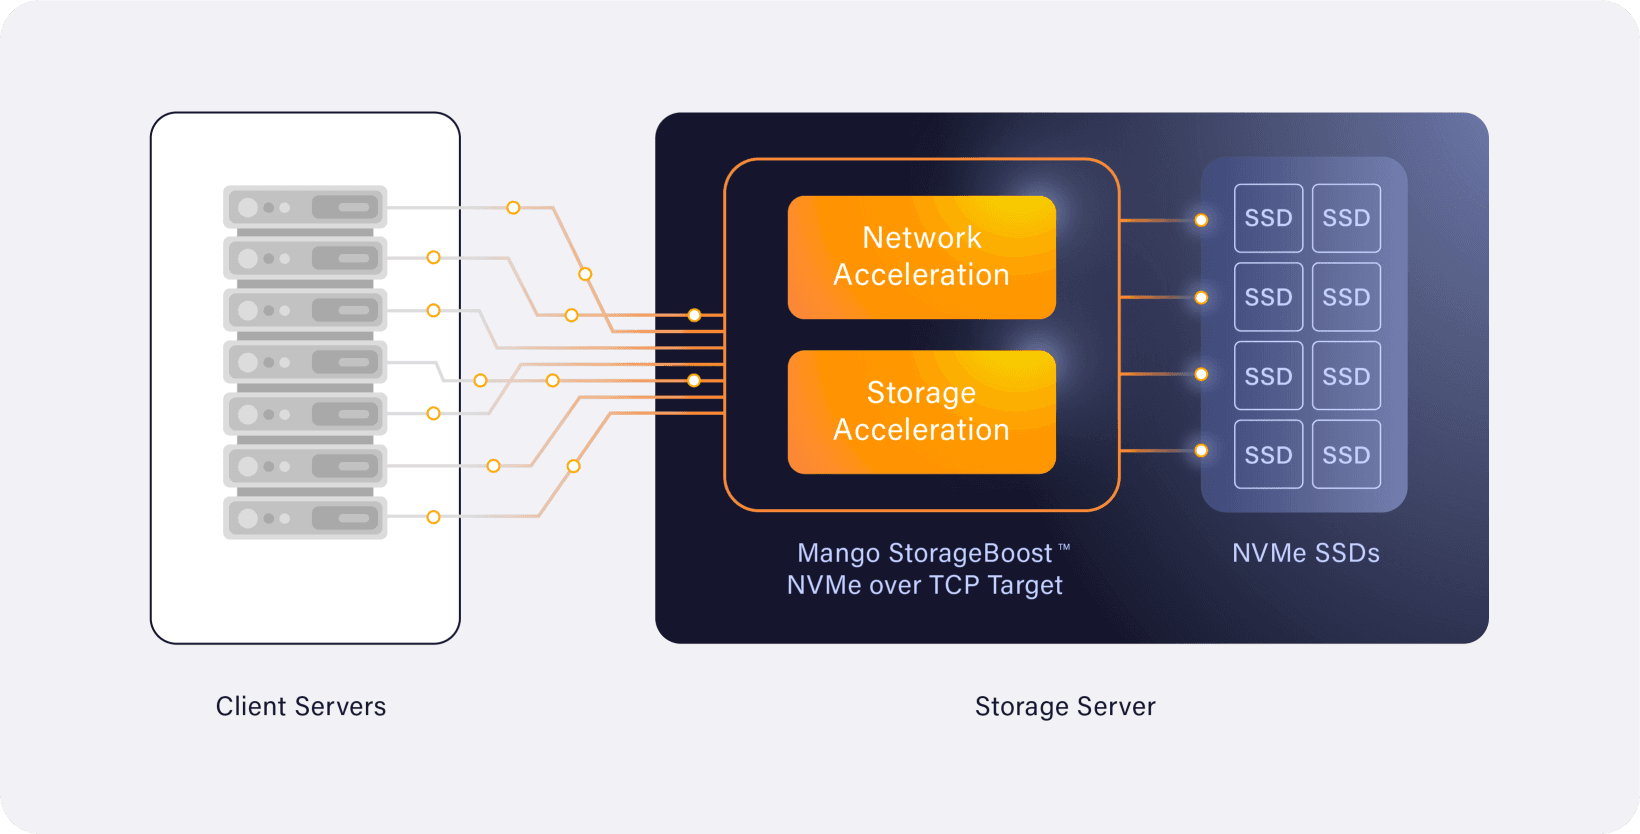 Network
Acceleration
Storage
Acceleration
Mango StorageBoost™
NVMe over TCP Target
SSD SSD
SSD SSD
SSD SSD
SSD SSD
NVMe SSDs
Client Servers
Storage Server